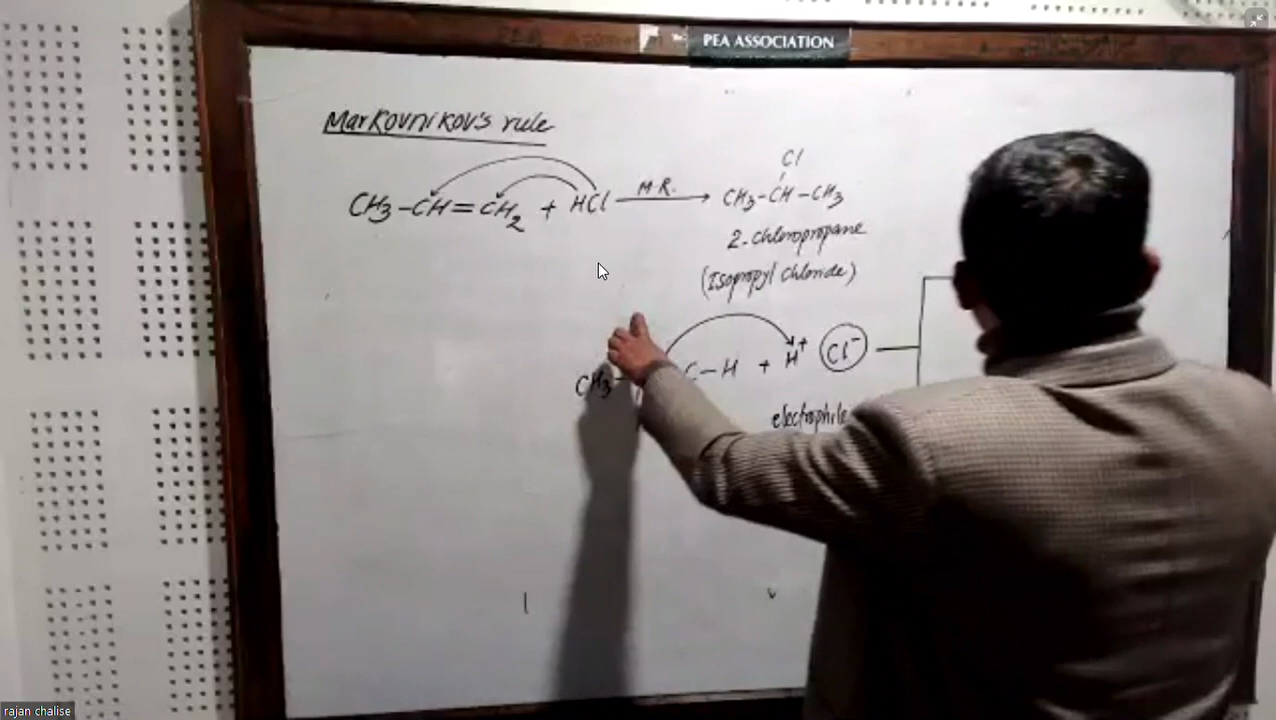 PEA ASSOCIATION
Markovnikov's rule
CH3-CH=CH2 + HCl M.R. CH3-CH-CH3
Cl
2-chloropropane
(Isopropyl chloride)
CH3- C-H + H+ Cl-
electrophile
rajan chalise